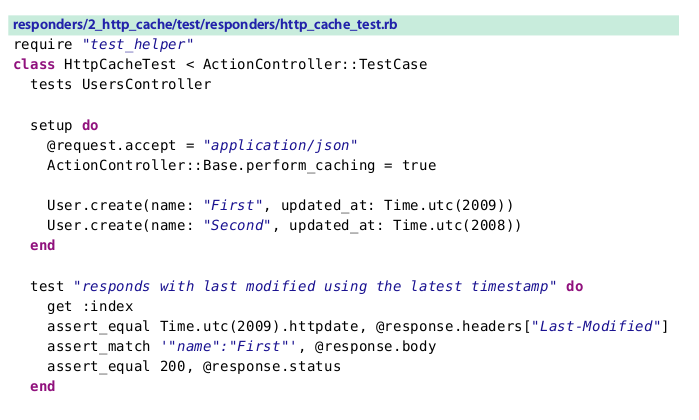 responders/2_http_cache/test/responders/http_cache_test.rb
require "test_helper"
class HttpCacheTest < ActionController::TestCase
  tests UsersController

  setup do
    @request.accept = "application/json"
    ActionController::Base.perform_caching = true

    User.create(name: "First", updated_at: Time.utc(2009))
    User.create(name: "Second", updated_at: Time.utc(2008))
  end

  test "responds with last modified using the latest timestamp" do
    get :index
    assert_equal Time.utc(2009).httpdate, @response.headers["Last-Modified"]
    assert_match '"name":"First"', @response.body
    assert_equal 200, @response.status
  end